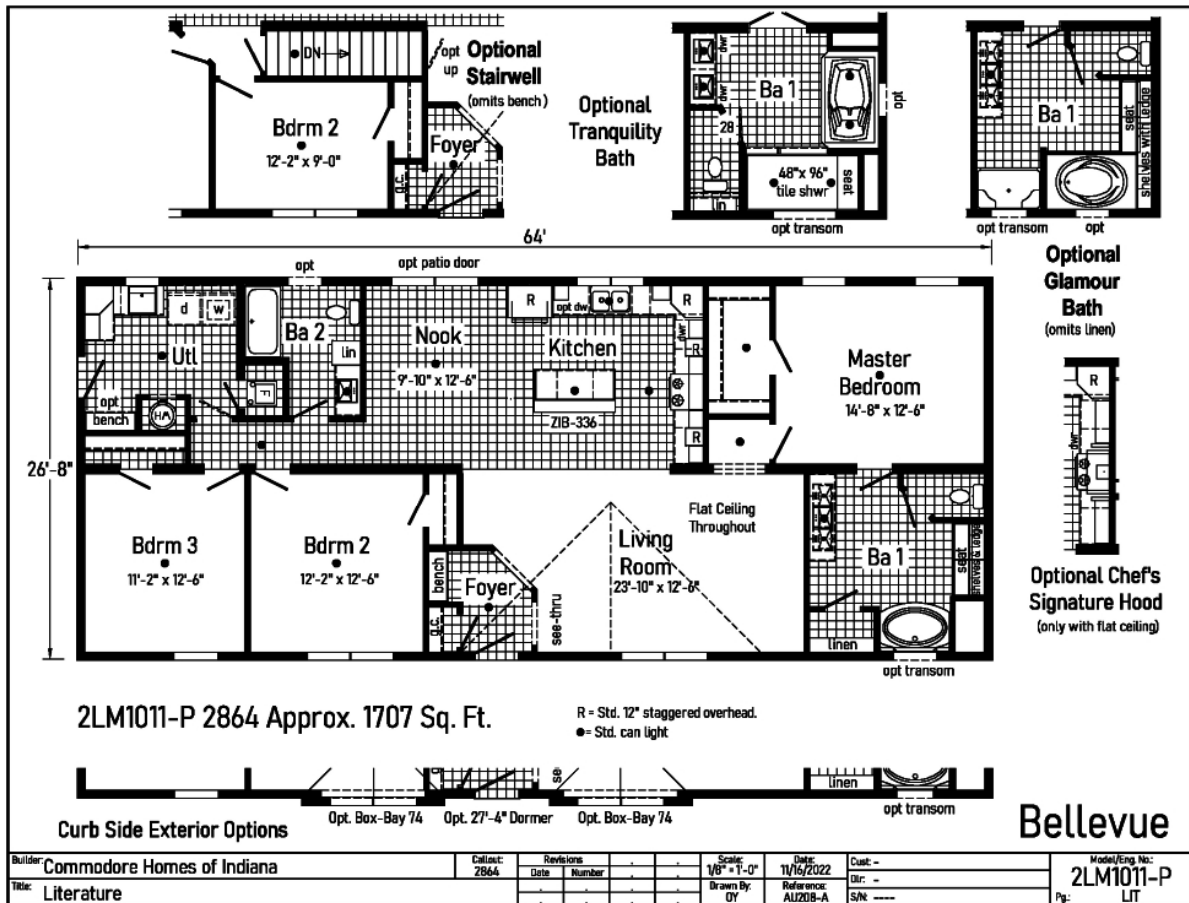 DN
opt
up
Optional
Stairwell
(omits bench)
Bdrm 2
12'-2" x 9'-0"
Foyer
g.c.
Optional
Tranquility
Bath
dwr
dwr
Ba 1
28
opt
48"x 96"
tile shwr
seat
lin
opt transom
Ba 1
seat
shelves with ledge
opt transom
opt
Optional
Glamour
Bath
(omits linen)
64'
opt
opt patio door
26'-8"
d
w
Utl
opt
bench
WH
F
Ba 2
lin
Nook
9'-10" x 12'-6"
R
opt dw
R
Kitchen
dwr
R
R
ZIB-336
Master
Bedroom
14'-8" x 12'-6"
Bdrm 3
11'-2" x 12'-6"
Bdrm 2
12'-2" x 12'-6"
bench
Foyer
g.c.
see-thru
Living
Room
23'-10" x 12'-6"
Flat Ceiling
Throughout
Ba 1
seat
shelves & ledge
linen
opt transom
R
dwr
Optional Chef's
Signature Hood
(only with flat ceiling)
2LM1011-P 2864 Approx. 1707 Sq. Ft.
R = Std. 12" staggered overhead.
●= Std. can light
linen
opt transom
Opt. Box-Bay 74
Opt. 27'-4" Dormer
Opt. Box-Bay 74
Curb Side Exterior Options
Bellevue
Builder: Commodore Homes of Indiana
Title: Literature
Callout:
2864
Revisions
Date Number
Scale:
1/8" = 1'-0"
Drawn By:
OY
Date:
11/16/2022
Reference:
AU208-A
Cust: -
Dlr: -
S/N: ----
Model/Eng. No.:
2LM1011-P
Pg.: LIT